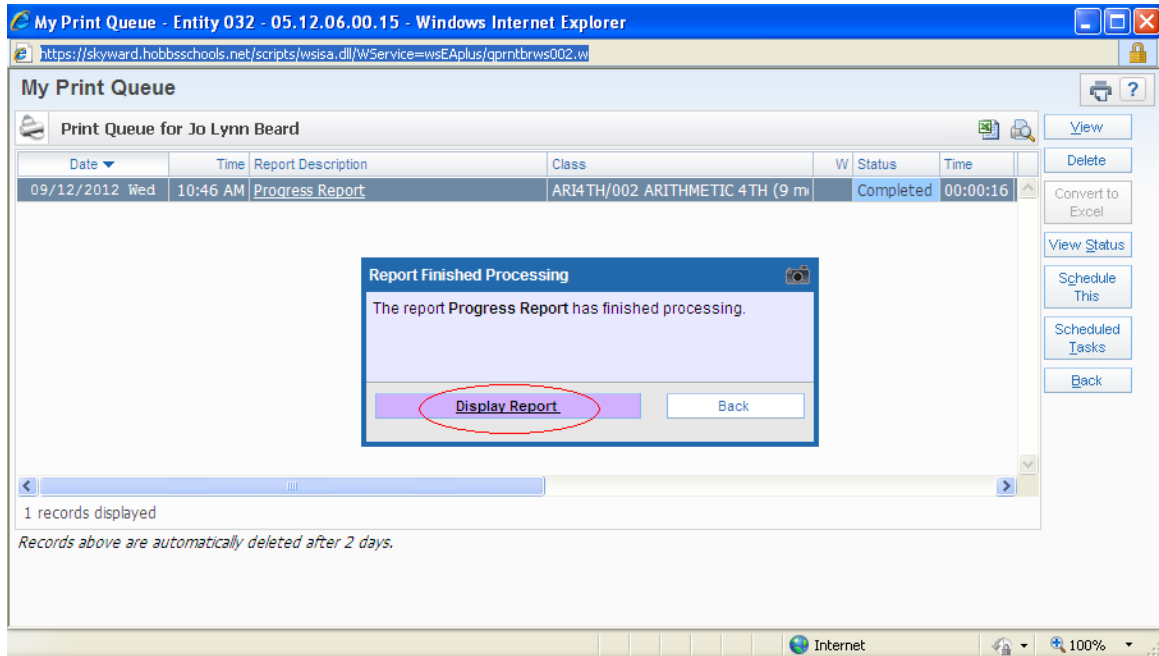 My Print Queue - Entity 032 - 05.12.06.00.15 - Windows Internet Explorer
https://skyward.hobbsschools.net/scripts/wsisa.dll/WService=wsEAplus/qprntbrws002.w
My Print Queue
?
Print Queue for Jo Lynn Beard
Date Time Report Description Class W Status Time
09/12/2012 Wed 10:46 AM Progress Report ARI4TH/002 ARITHMETIC 4TH (9 Completed 00:00:16
View
Delete
Convert to
Excel
View Status
Schedule
This
Scheduled
Tasks
Back
Report Finished Processing
The report Progress Report has finished processing.
Display Report Back
1 records displayed
Records above are automatically deleted after 2 days.
Internet 100%